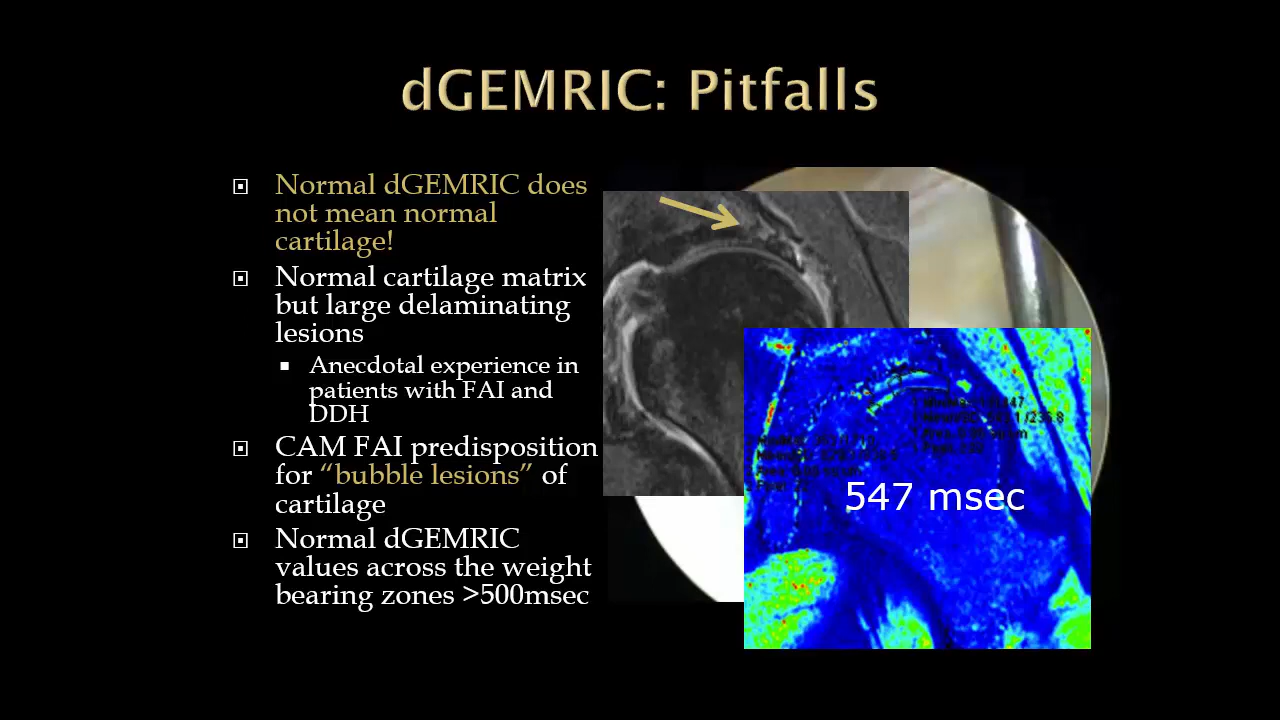 dGEMRIC: Pitfalls
Normal dGEMRIC does
not mean normal
cartilage!
Normal cartilage matrix
but large delaminating
lesions
Anecdotal experience in
patients with FAI and
DDH
CAM FAI predisposition
for “bubble lesions” of
cartilage
Normal dGEMRIC
values across the weight
bearing zones >500msec
547 msec